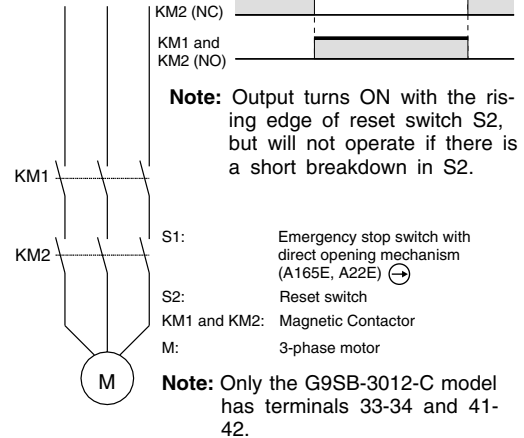 KM2 (NC)
KM1 and
KM2 (NO)
Note: Output turns ON with the ris-
ing edge of reset switch S2,
but will not operate if there is
a short breakdown in S2.
KM1
KM2
S1: Emergency stop switch with
direct opening mechanism
(A165E, A22E)
S2: Reset switch
KM1 and KM2: Magnetic Contactor
M: 3-phase motor
M
Note: Only the G9SB-3012-C model
has terminals 33-34 and 41-
42.